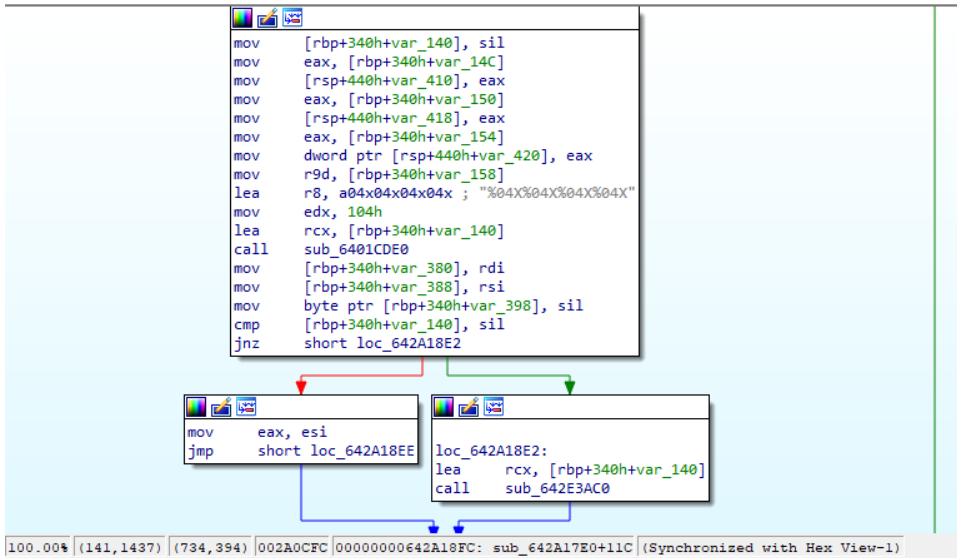 mov [rbp+340h+var_140], sil
mov eax, [rbp+340h+var_14C]
mov [rsp+440h+var_410], eax
mov eax, [rbp+340h+var_150]
mov [rsp+440h+var_418], eax
mov eax, [rbp+340h+var_154]
mov dword ptr [rsp+440h+var_420], eax
mov r9d, [rbp+340h+var_158]
lea r8, a04x04x04x04x ; "%04X%04X%04X%04X"
mov edx, 104h
lea rcx, [rbp+340h+var_140]
call sub_6401CDE0
mov [rbp+340h+var_380], rdi
mov [rbp+340h+var_388], rsi
mov byte ptr [rbp+340h+var_398], sil
cmp [rbp+340h+var_140], sil
jnz short loc_642A18E2
mov eax, esi
jmp short loc_642A18EE
loc_642A18E2:
lea rcx, [rbp+340h+var_140]
call sub_642E3AC0
100.00% (141,1437) (734,394) 002A0CFC 00000000642A18FC: sub_642A17E0+11C (Synchronized with Hex View-1)